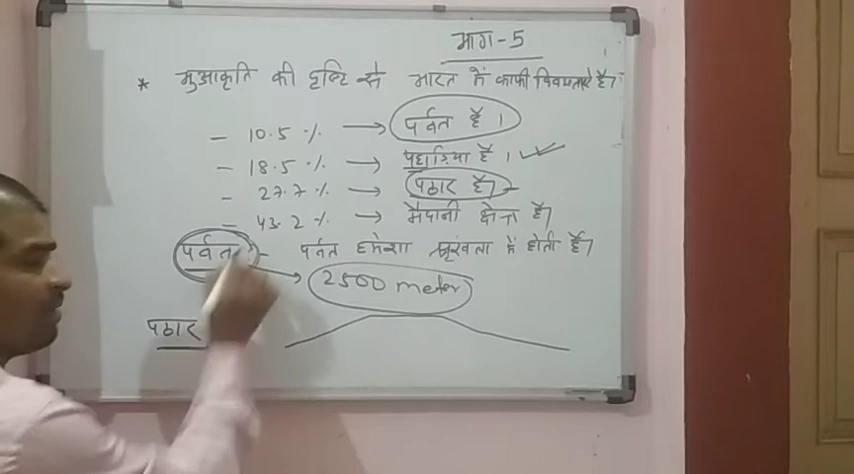 भाग-5
* भुआकृति की दृष्टि से भारत में काफी विषमताऐ है।
- 10.5 % → पर्वत है ।
- 18.5 % → पहाडिया है ।
- 27.7 % → पठार है।
- 43.2 % → मैदानी क्षेत्र है।
पर्वत :- पर्वत हमेशा श्रृंखला में होती है।
→ 2500 meter
पठार